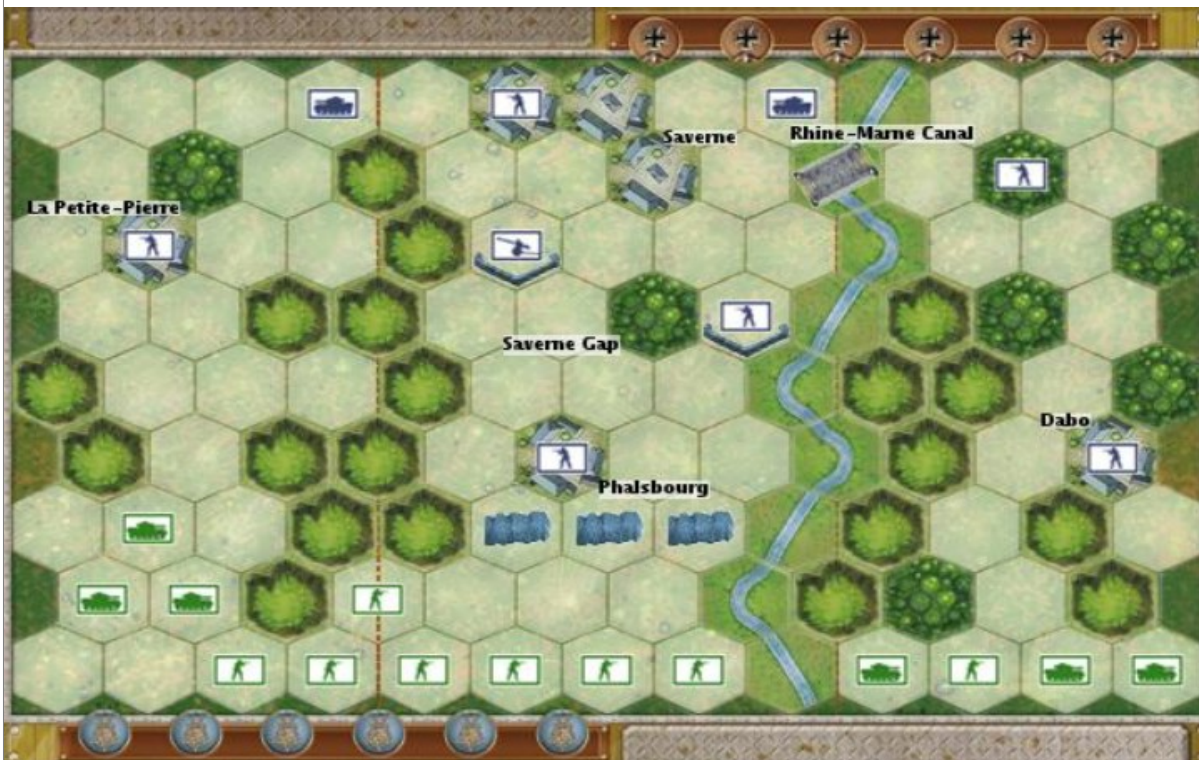 Saverne
Rhine-Marne Canal
La Petite-Pierre
Saverne Gap
Dabo
Phalsbourg